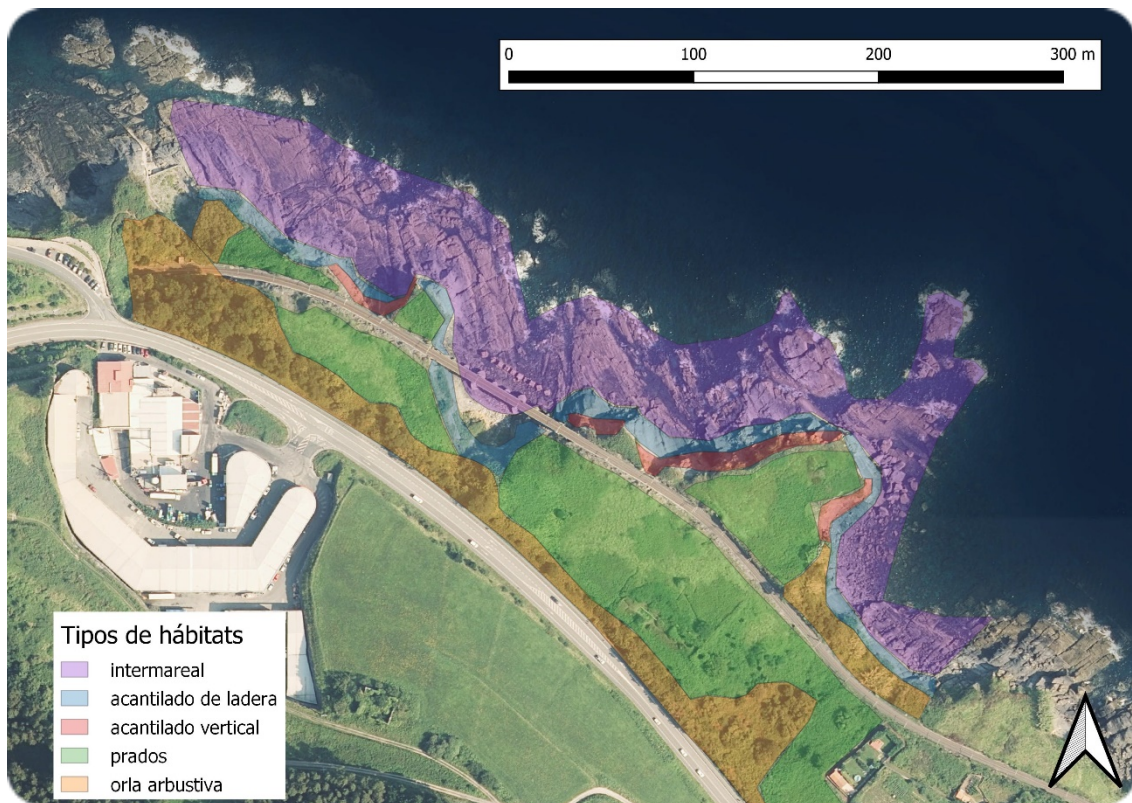 0 100 200 300 m
Tipos de hábitats
intermareal
acantilado de ladera
acantilado vertical
prados
orla arbustiva